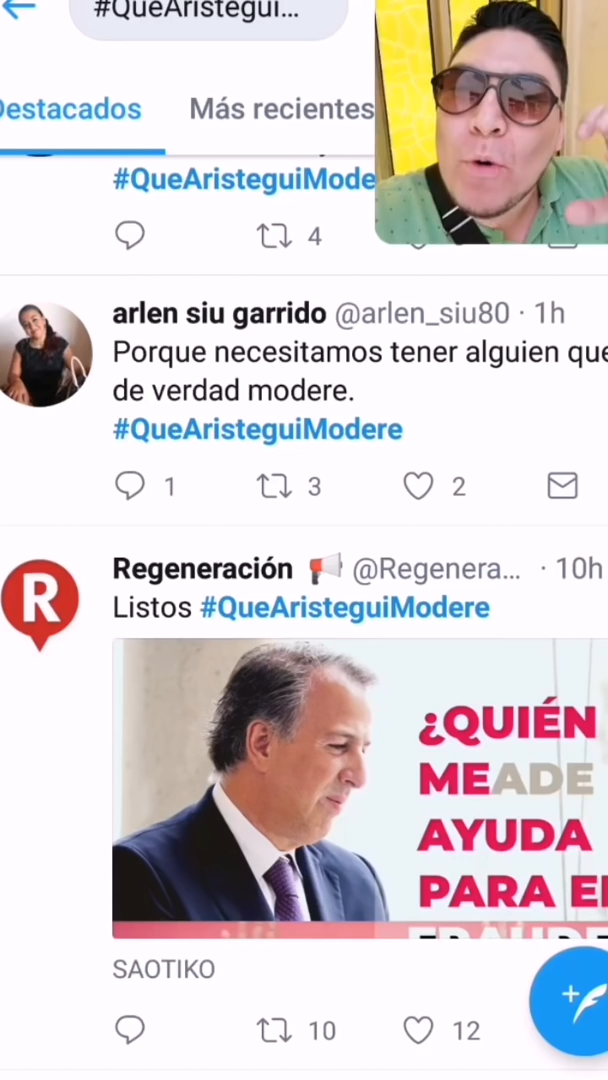 #QueAristegui...
Destacados
Más recientes
#QueAristeguiMode
4
arlen siu garrido @arlen_siu80 · 1h
Porque necesitamos tener alguien que
de verdad modere.
#QueAristeguiModere
1 3 2
R
Regeneración @Regenera... · 10h
Listos #QueAristeguiModere
¿QUIÉN
MEADE
AYUDA
PARA EL
SAOTIKO
10 12